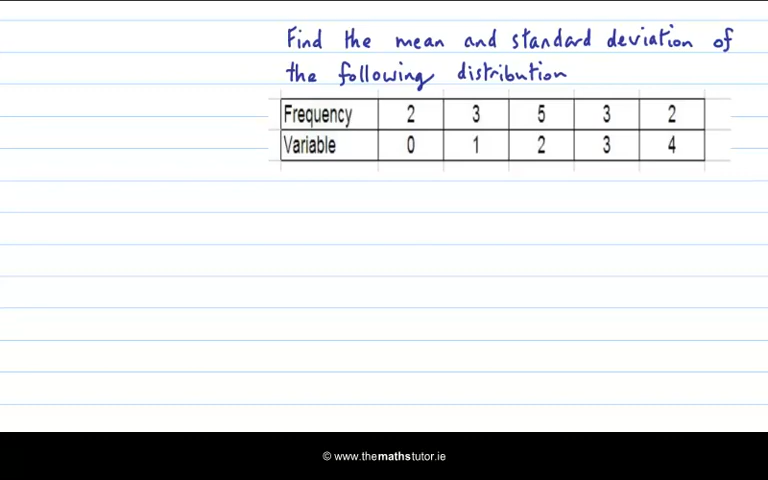 Find the mean and standard deviation of
the following distribution
Frequency 2 3 5 3 2
Variable 0 1 2 3 4
© www.themathstutor.ie